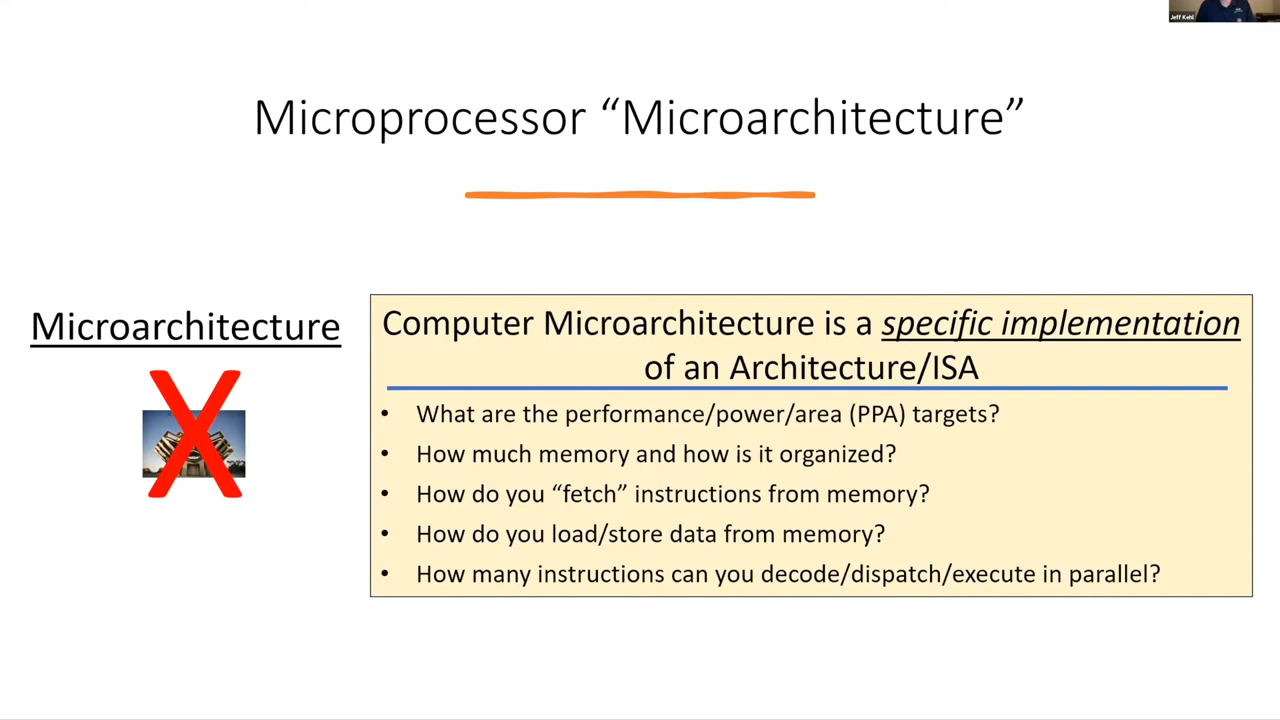 Jeff Kehl
Microprocessor “Microarchitecture”
Microarchitecture
Computer Microarchitecture is a specific implementation
of an Architecture/ISA
• What are the performance/power/area (PPA) targets?
• How much memory and how is it organized?
• How do you “fetch” instructions from memory?
• How do you load/store data from memory?
• How many instructions can you decode/dispatch/execute in parallel?